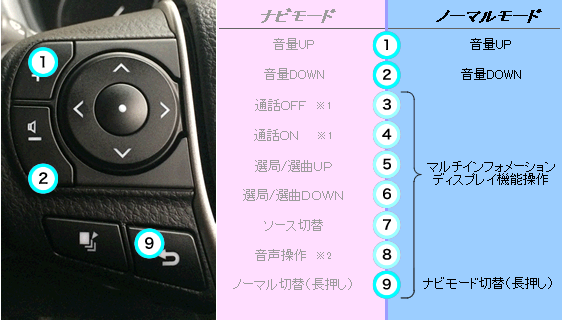 ナビモード ノーマルモード
音量UP 1 音量UP
音量DOWN 2 音量DOWN
通話OFF ※1 3
通話ON ※1 4
選局/選曲UP 5
選局/選曲DOWN 6
マルチインフォメーション
ディスプレイ機能操作
ソース切替 7
音声操作 ※2 8
ノーマル切替(長押し) 9 ナビモード切替(長押し)
1
2
9